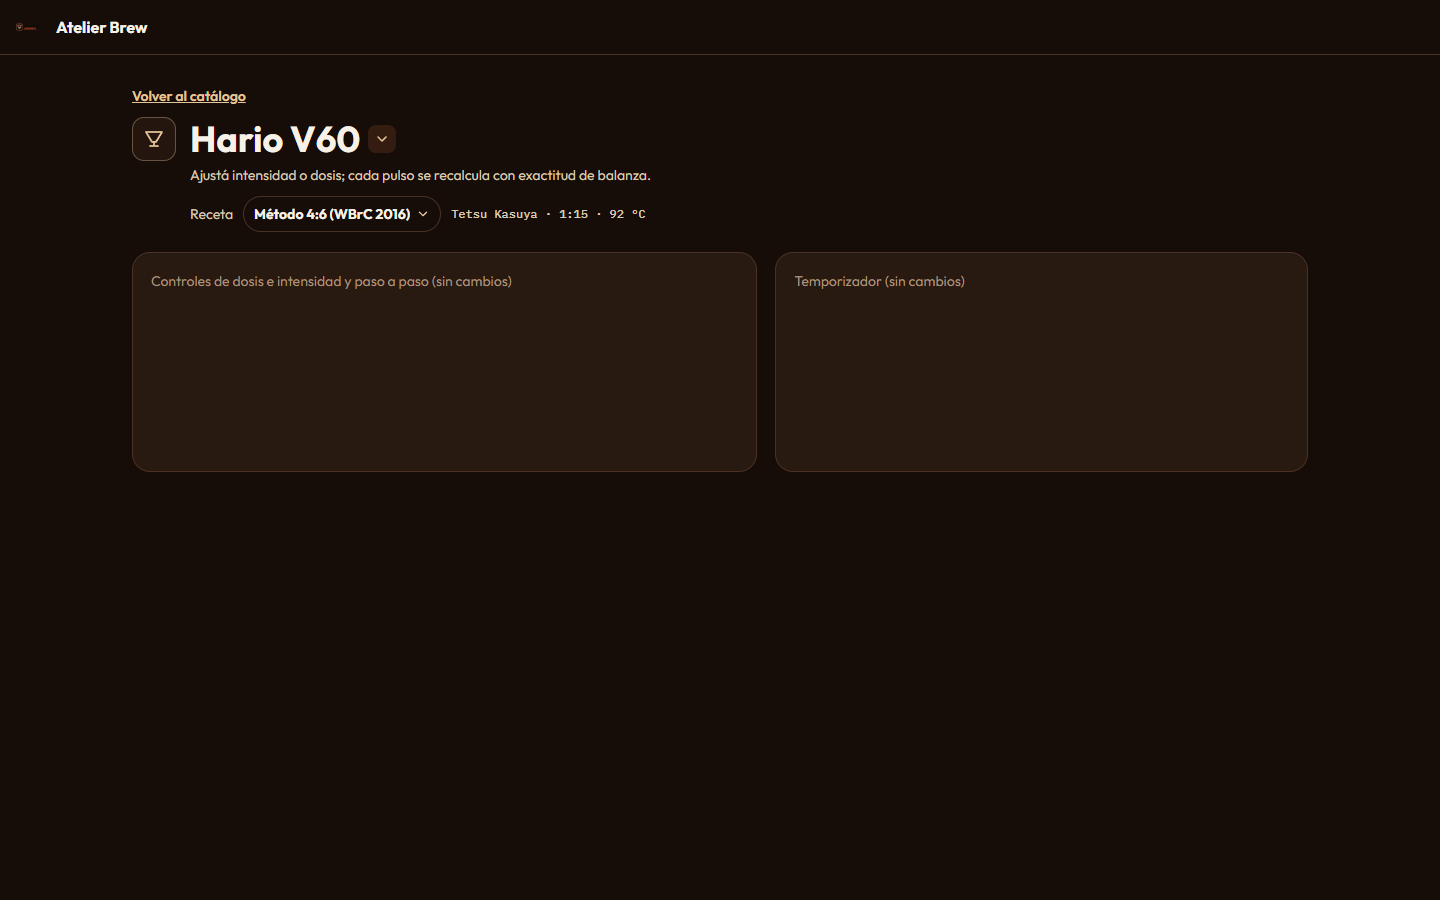 Atelier Brew
Volver al catálogo
Hario V60
Ajustá intensidad o dosis; cada pulso se recalcula con exactitud de balanza.
Receta Método 4:6 (WBrC 2016) Tetsu Kasuya · 1:15 · 92 °C
Controles de dosis e intensidad y paso a paso (sin cambios)
Temporizador (sin cambios)